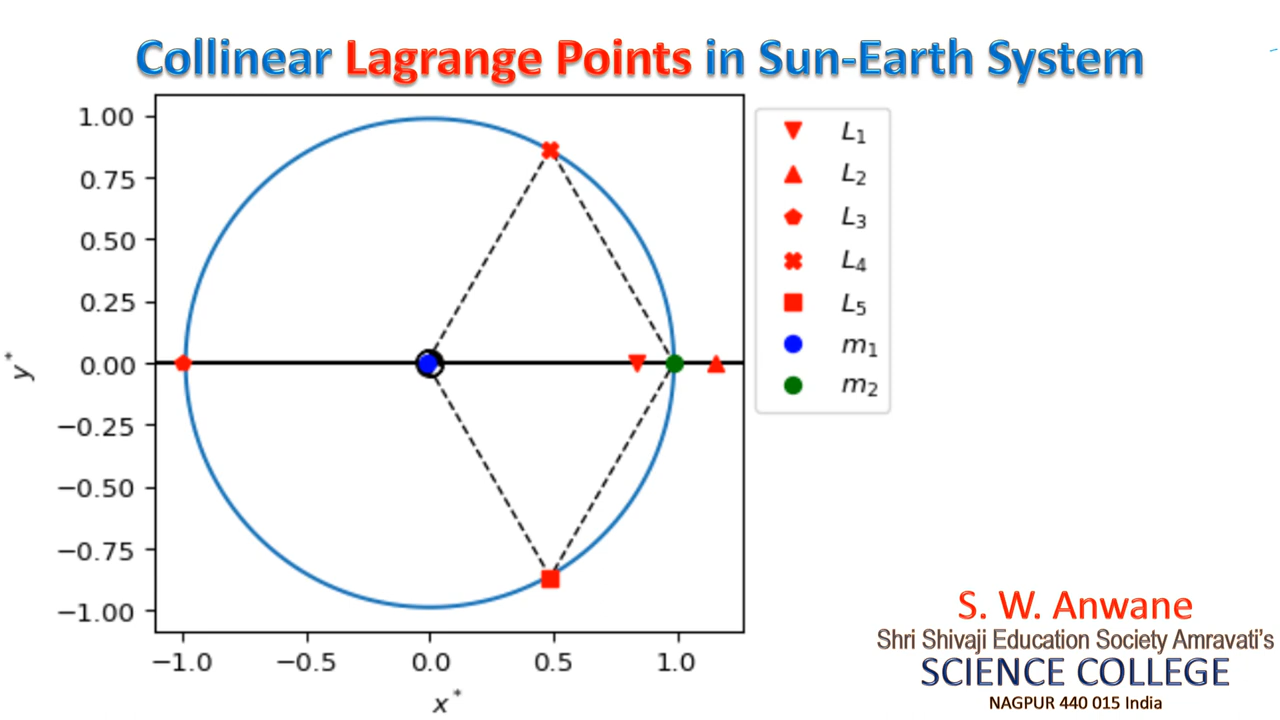 Collinear Lagrange Points in Sun-Earth System
1.00
0.75
0.50
0.25
0.00
−0.25
−0.50
−0.75
−1.00
y*
−1.0 −0.5 0.0 0.5 1.0
x*
L₁
L₂
L₃
L₄
L₅
m₁
m₂
S. W. Anwane
Shri Shivaji Education Society Amravati's
SCIENCE COLLEGE
NAGPUR 440 015 India